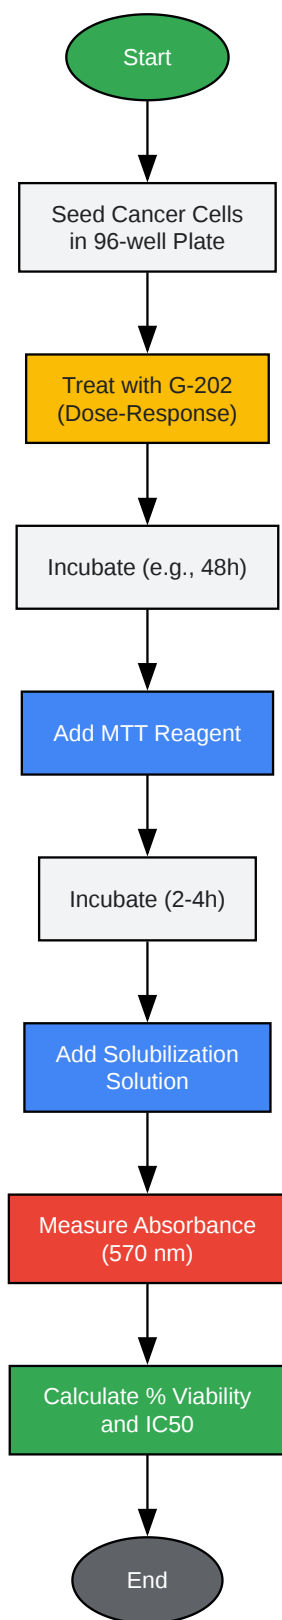 Start
Seed Cancer Cells
in 96-well Plate
Treat with G-202
(Dose-Response)
Incubate (e.g., 48h)
Add MTT Reagent
Incubate (2-4h)
Add Solubilization
Solution
Measure Absorbance
(570 nm)
Calculate % Viability
and IC50
End